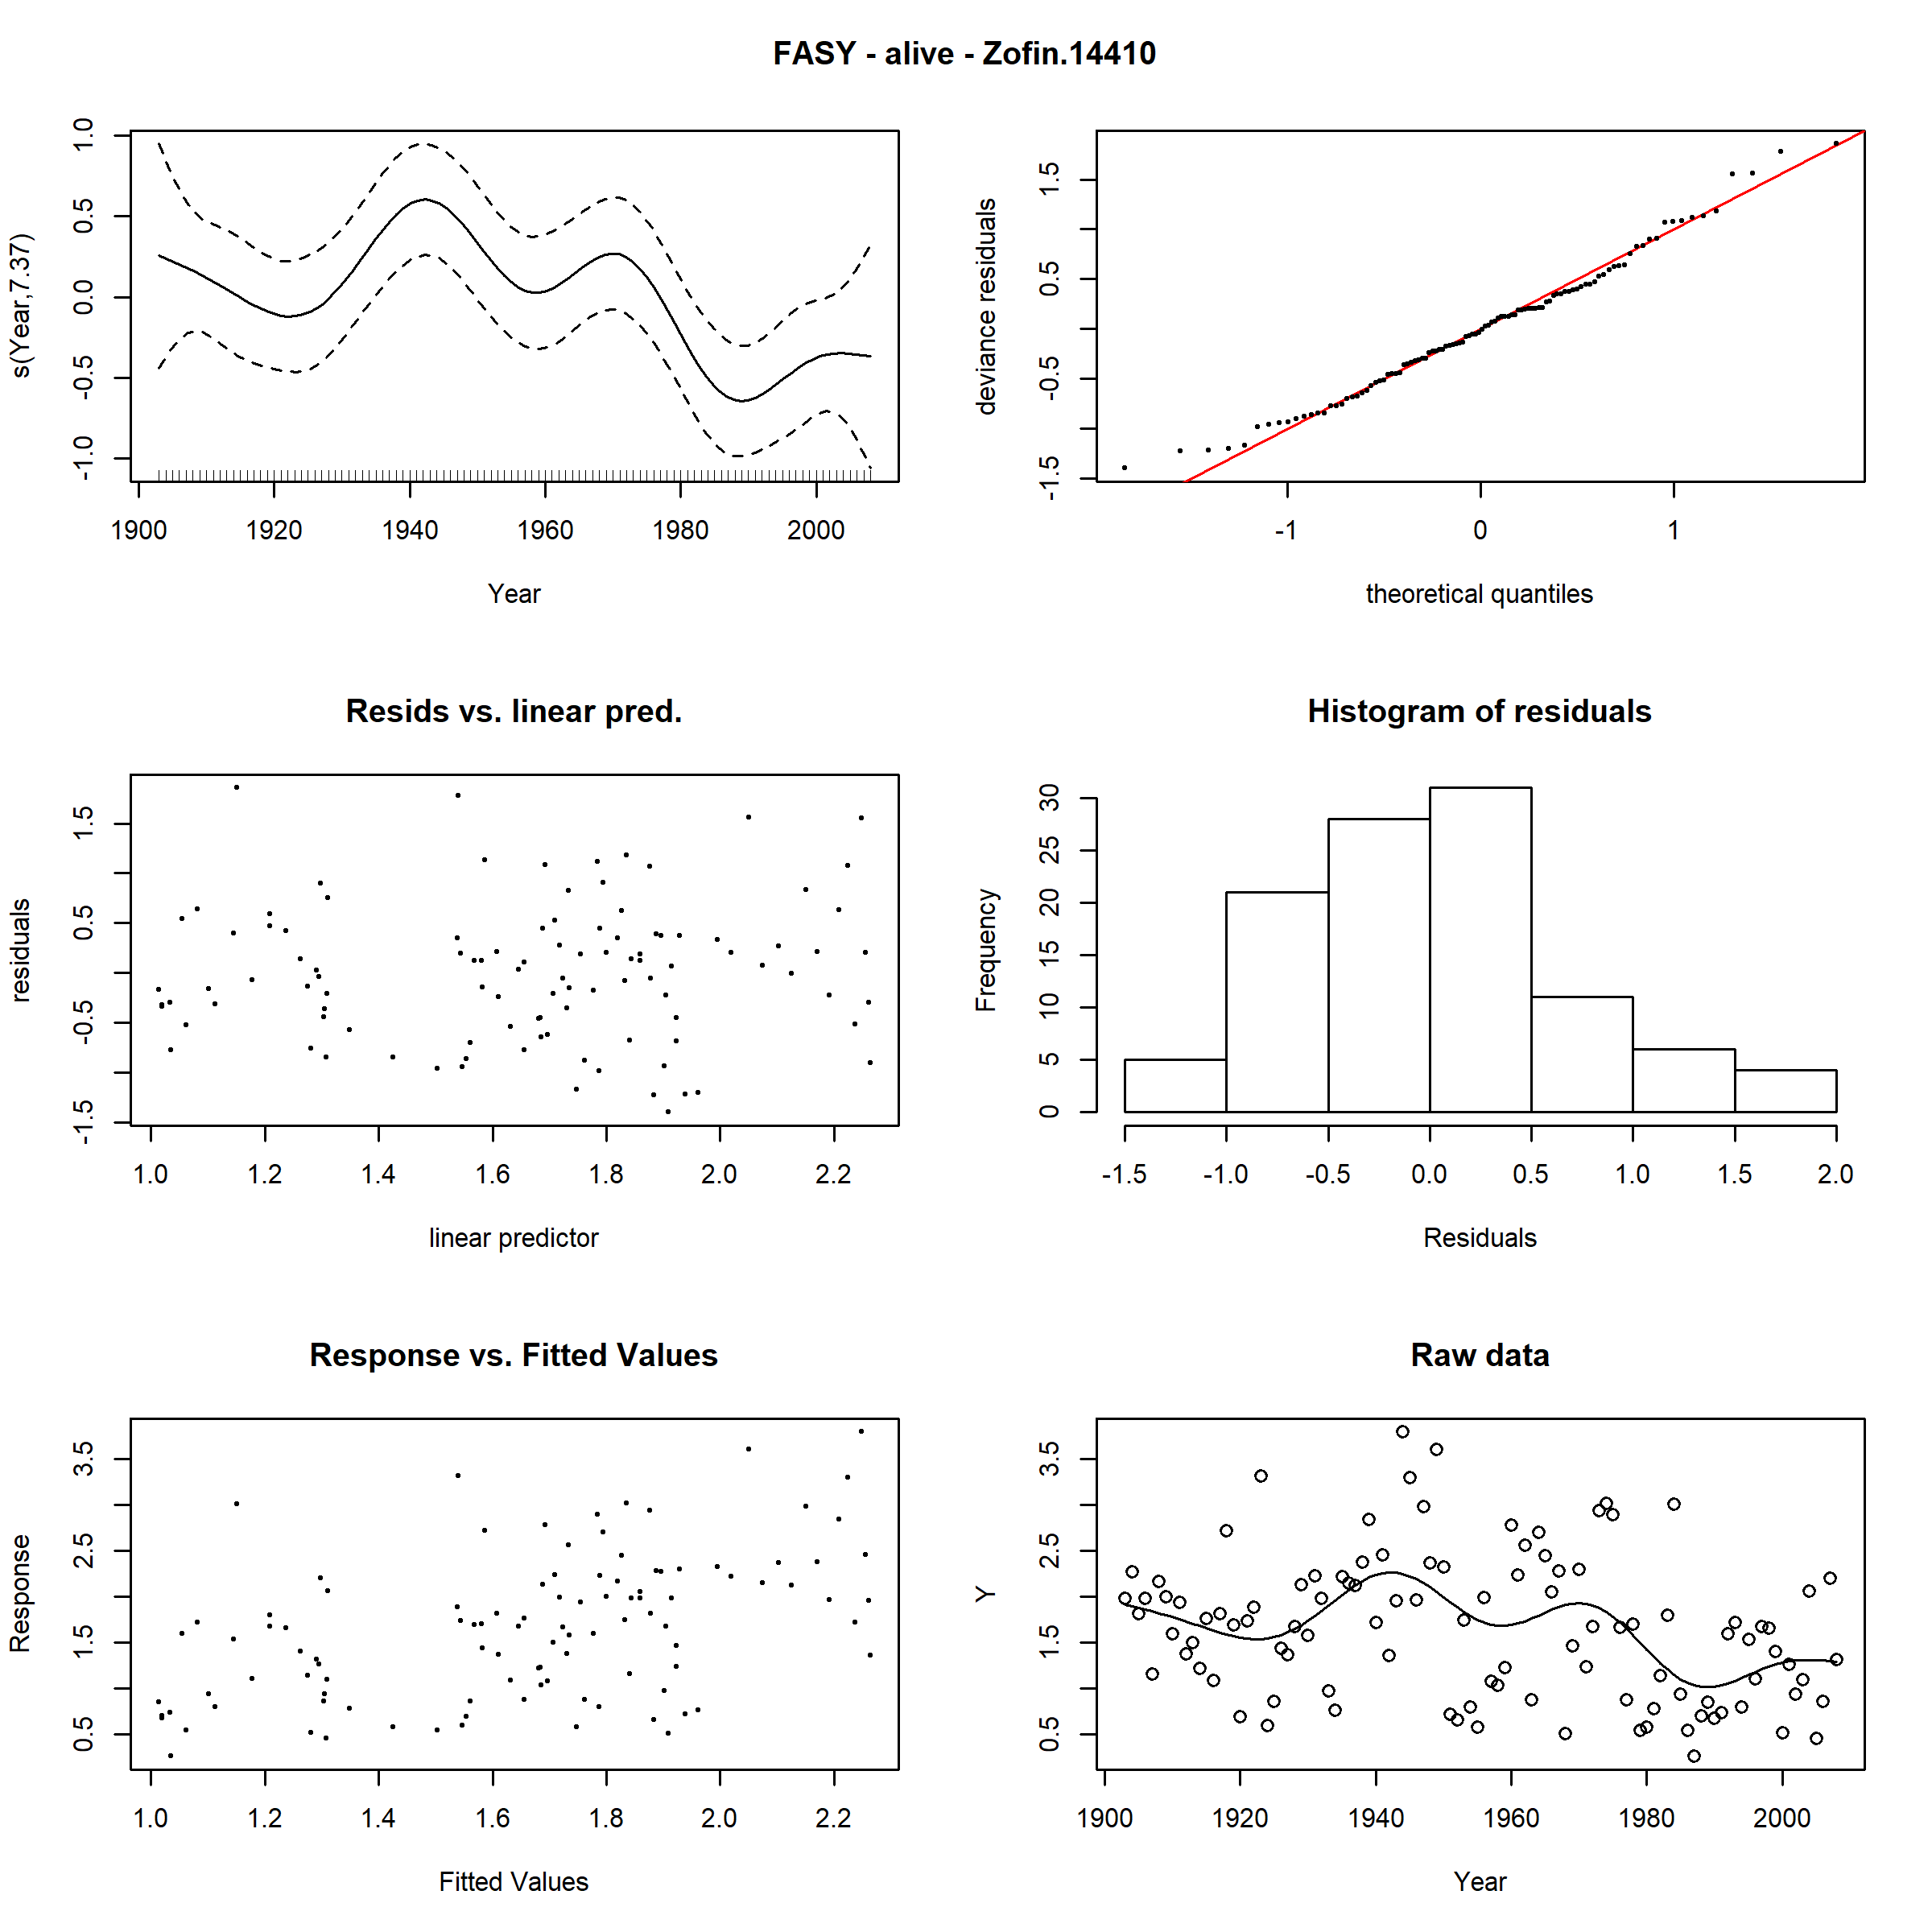 FASY - alive - Zofin.14410
s(Year,7.37)
1.0
0.5
0.0
-0.5
-1.0
1900 1920 1940 1960 1980 2000
Year
deviance residuals
1.5
0.5
-0.5
-1.5
-1 0 1
theoretical quantiles
Resids vs. linear pred.
residuals
1.5
0.5
-0.5
-1.5
1.0 1.2 1.4 1.6 1.8 2.0 2.2
linear predictor
Histogram of residuals
Frequency
30
25
20
15
10
5
0
-1.5 -1.0 -0.5 0.0 0.5 1.0 1.5 2.0
Residuals
Response vs. Fitted Values
Response
3.5
2.5
1.5
0.5
1.0 1.2 1.4 1.6 1.8 2.0 2.2
Fitted Values
Raw data
Y
3.5
2.5
1.5
0.5
1900 1920 1940 1960 1980 2000
Year